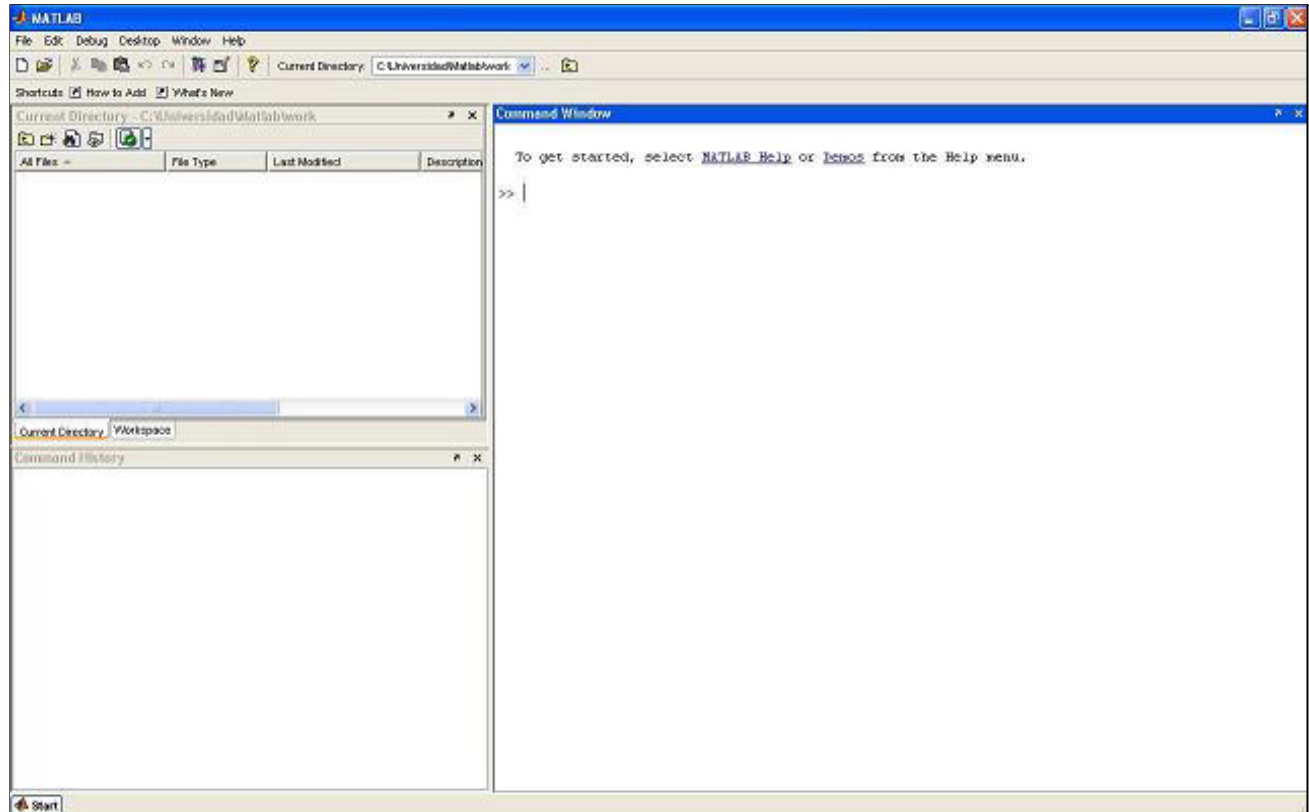 MATLAB
File Edit Debug Desktop Window Help
Current Directory: C:\Universidad\Matlab\work
Shortcuts How to Add What's New
Current Directory - C:\Universidad\Matlab\work
All Files File Type Last Modified Description
Current Directory Workspace
Command History
Command Window
To get started, select MATLAB Help or Demos from the Help menu.
>>
Start